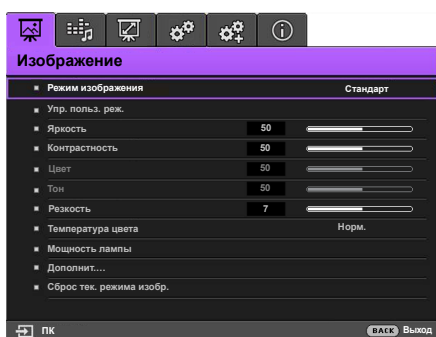 Изображение
Режим изображения Стандарт
Упр. польз. реж.
Яркость 50
Контрастность 50
Цвет 50
Тон 50
Резкость 7
Температура цвета Норм.
Мощность лампы
Дополнит....
Сброс тек. режима изобр.
ПК BACK Выход